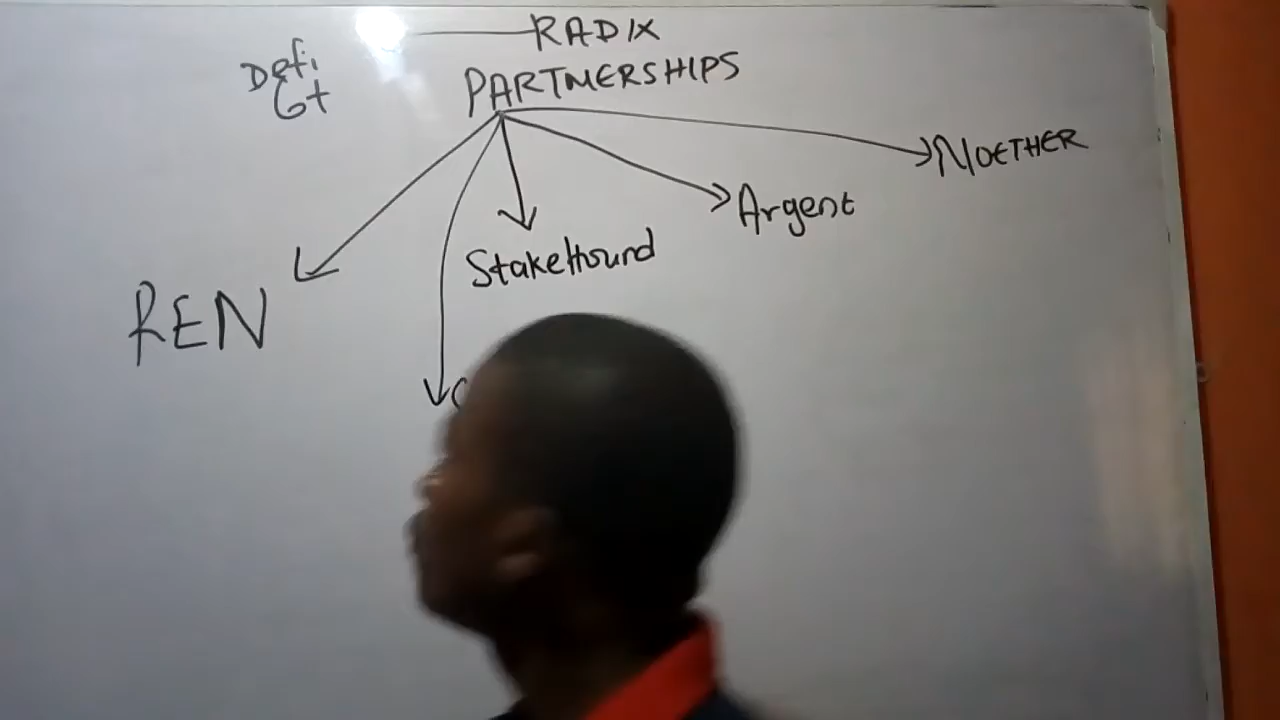 RADIX
PARTNERSHIPS
Defi
Gt
NOETHER
Argent
StakeHound
REN